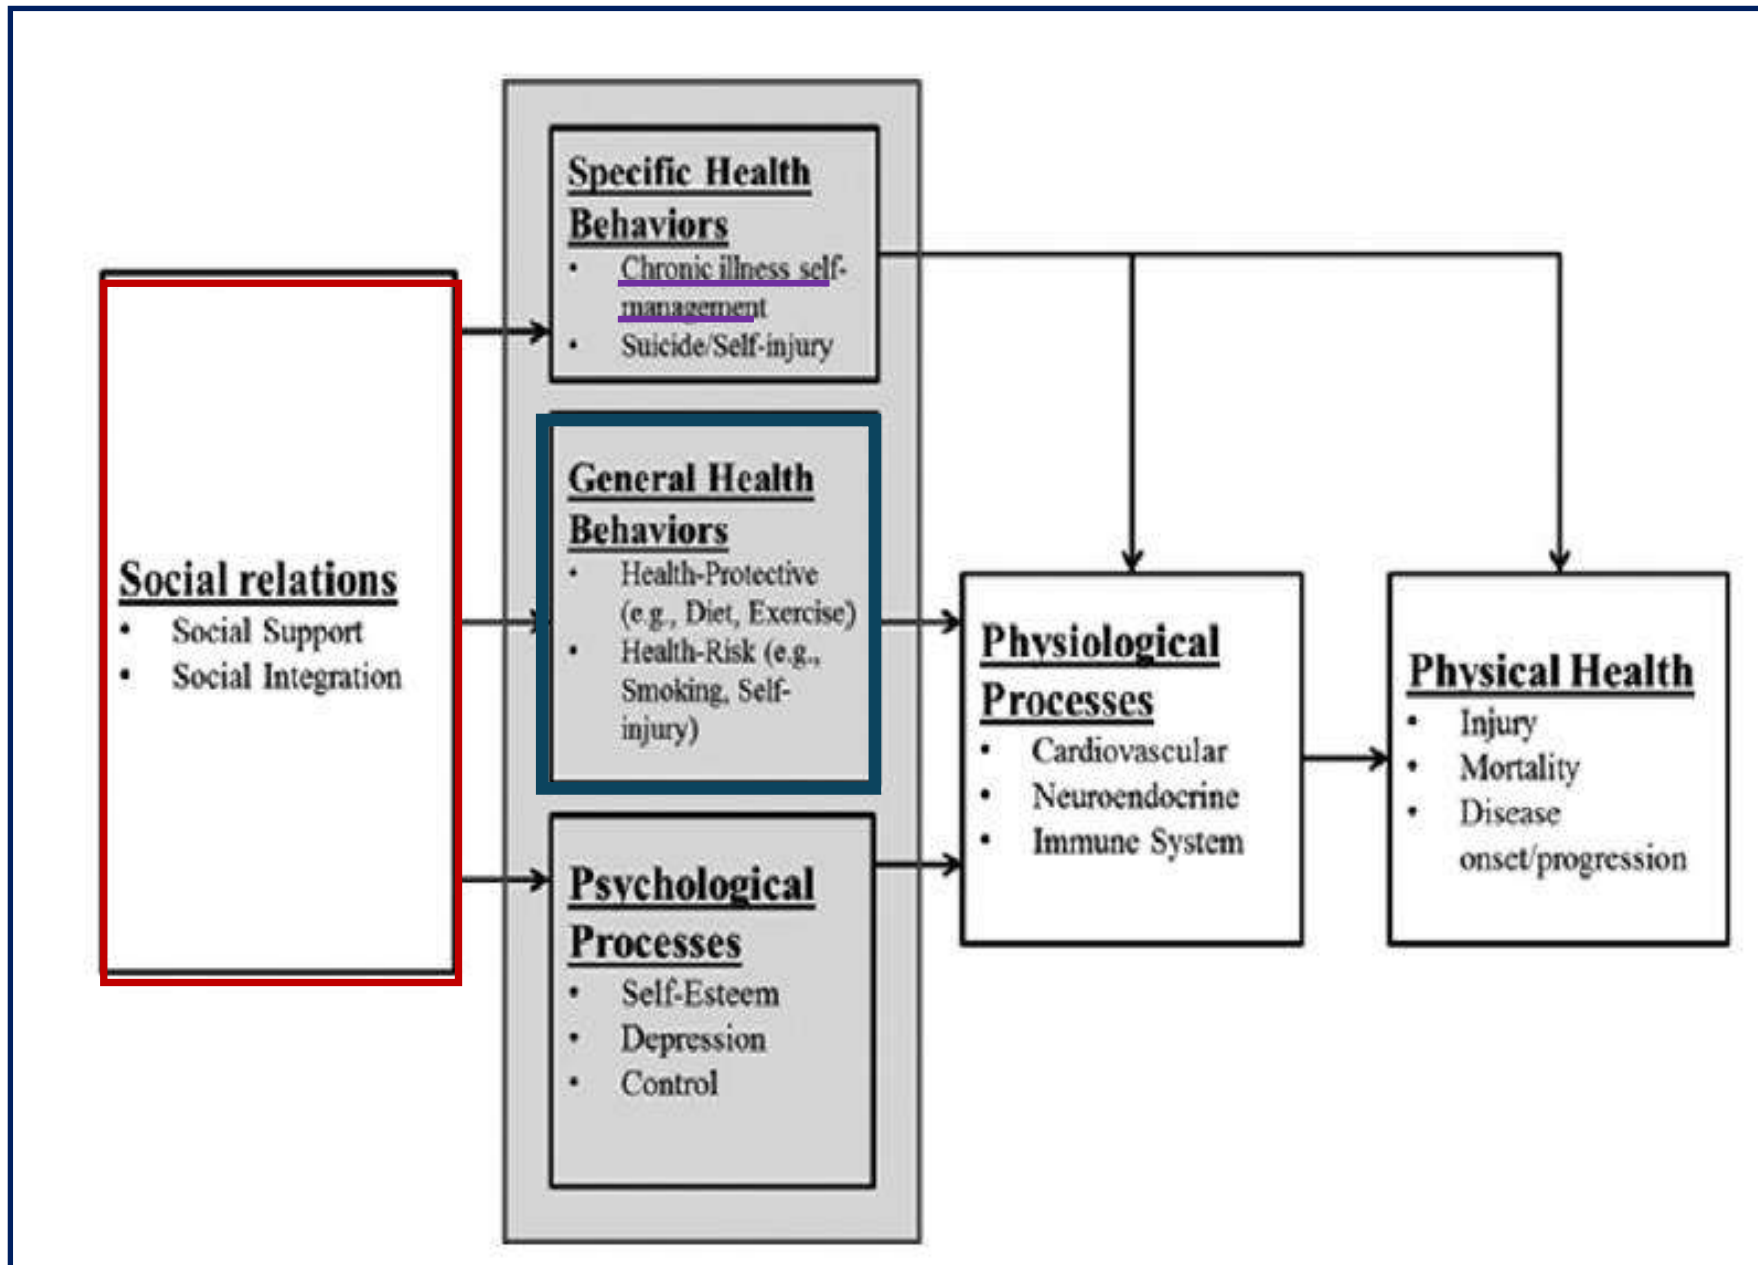 Social relations
• Social Support
• Social Integration
Specific Health
Behaviors
• Chronic illness self-
management
• Suicide/Self-injury
General Health
Behaviors
• Health-Protective
(e.g., Diet, Exercise)
• Health-Risk (e.g.,
Smoking, Self-
injury)
Psychological
Processes
• Self-Esteem
• Depression
• Control
Physiological
Processes
• Cardiovascular
• Neuroendocrine
• Immune System
Physical Health
• Injury
• Mortality
• Disease
onset/progression